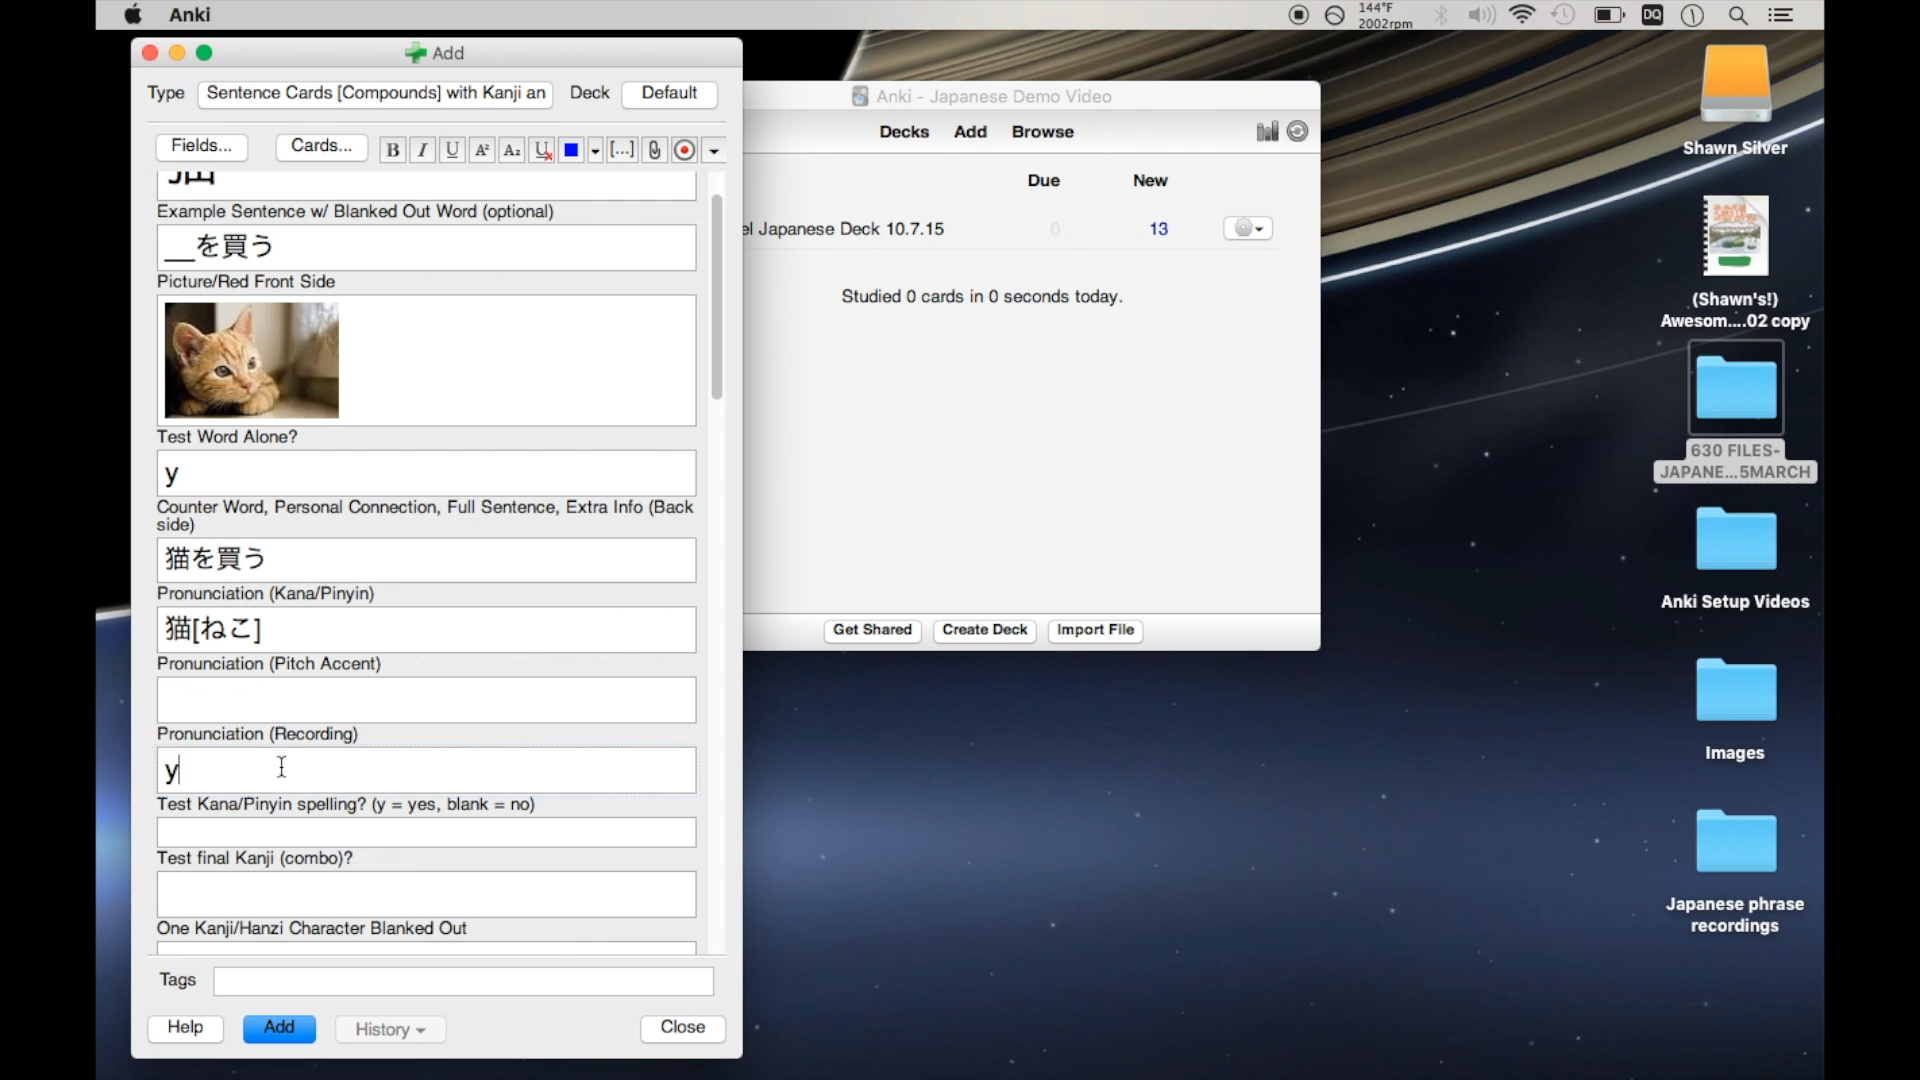 Anki
144°F
2002rpm
DQ
Add
Type Sentence Cards [Compounds] with Kanji an Deck Default
Fields... Cards... B I U A² A₂ U [...]
猫
Example Sentence w/ Blanked Out Word (optional)
__を買う
Picture/Red Front Side
Test Word Alone?
y
Counter Word, Personal Connection, Full Sentence, Extra Info (Back
side)
猫を買う
Pronunciation (Kana/Pinyin)
猫[ねこ]
Pronunciation (Pitch Accent)
Pronunciation (Recording)
y
Test Kana/Pinyin spelling? (y = yes, blank = no)
Test final Kanji (combo)?
One Kanji/Hanzi Character Blanked Out
Tags
Help Add History Close
Anki - Japanese Demo Video
Decks Add Browse
Due New
el Japanese Deck 10.7.15 0 13
Studied 0 cards in 0 seconds today.
Get Shared Create Deck Import File
Shawn Silver
(Shawn's!)
Awesom....02 copy
630 FILES-
JAPANE...5MARCH
Anki Setup Videos
Images
Japanese phrase
recordings